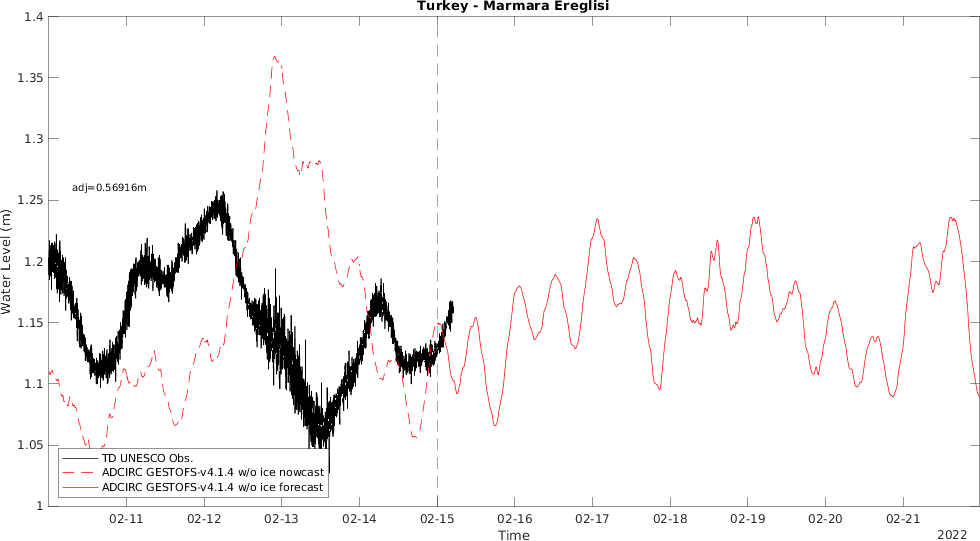 Turkey - Marmara Ereglisi
1.4
1.35
1.3
1.25
1.2
1.15
1.1
1.05
1
Water Level (m)
adj=0.56916m
TD UNESCO Obs.
ADCIRC GESTOFS-v4.1.4 w/o ice nowcast
ADCIRC GESTOFS-v4.1.4 w/o ice forecast
02-11 02-12 02-13 02-14 02-15 02-16 02-17 02-18 02-19 02-20 02-21
Time
2022